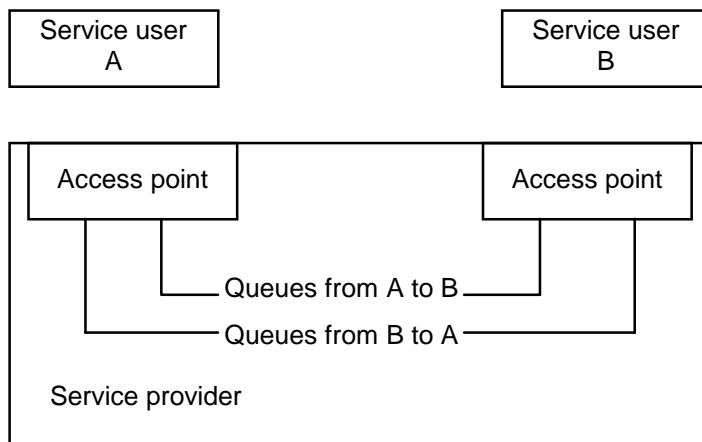 Service user
A
Service user
B
Access point
Access point
Queues from A to B
Queues from B to A
Service provider